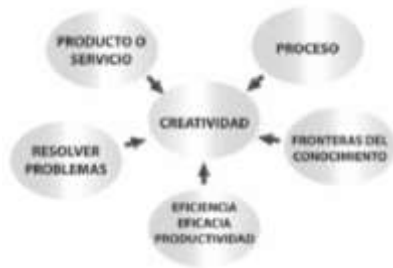 PRODUCTO O
SERVICIO
PROCESO
CREATIVIDAD
RESOLVER
PROBLEMAS
FRONTERAS DEL
CONOCIMIENTO
EFICIENCIA
EFICACIA
PRODUCTIVIDAD